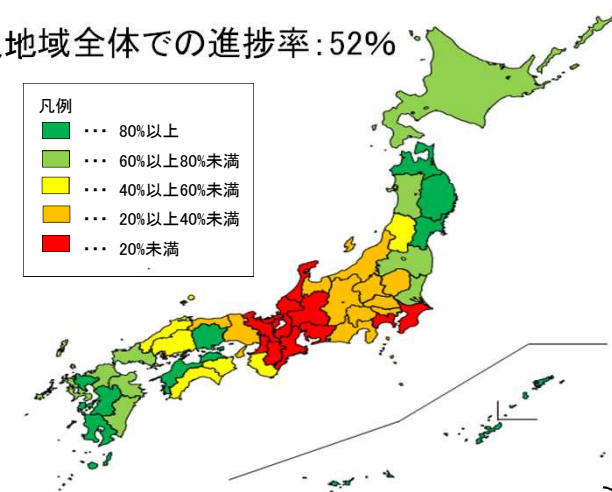 地域全体での進捗率:52%
凡例
・・・ 80%以上
・・・ 60%以上80%未満
・・・ 40%以上60%未満
・・・ 20%以上40%未満
・・・ 20%未満